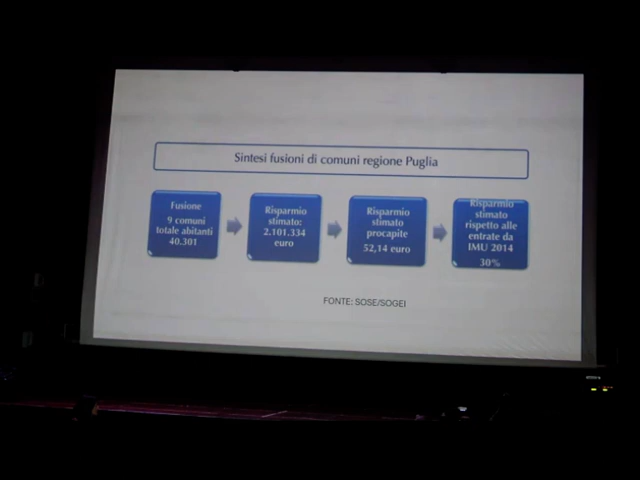 Sintesi fusioni di comuni regione Puglia
Fusione
9 comuni
totale abitanti
40.301
Risparmio
stimato:
2.101.334
euro
Risparmio
stimato
procapite
52,14 euro
Risparmio
stimato
rispetto alle
entrate da
IMU 2014
30%
FONTE: SOSE/SOGEI